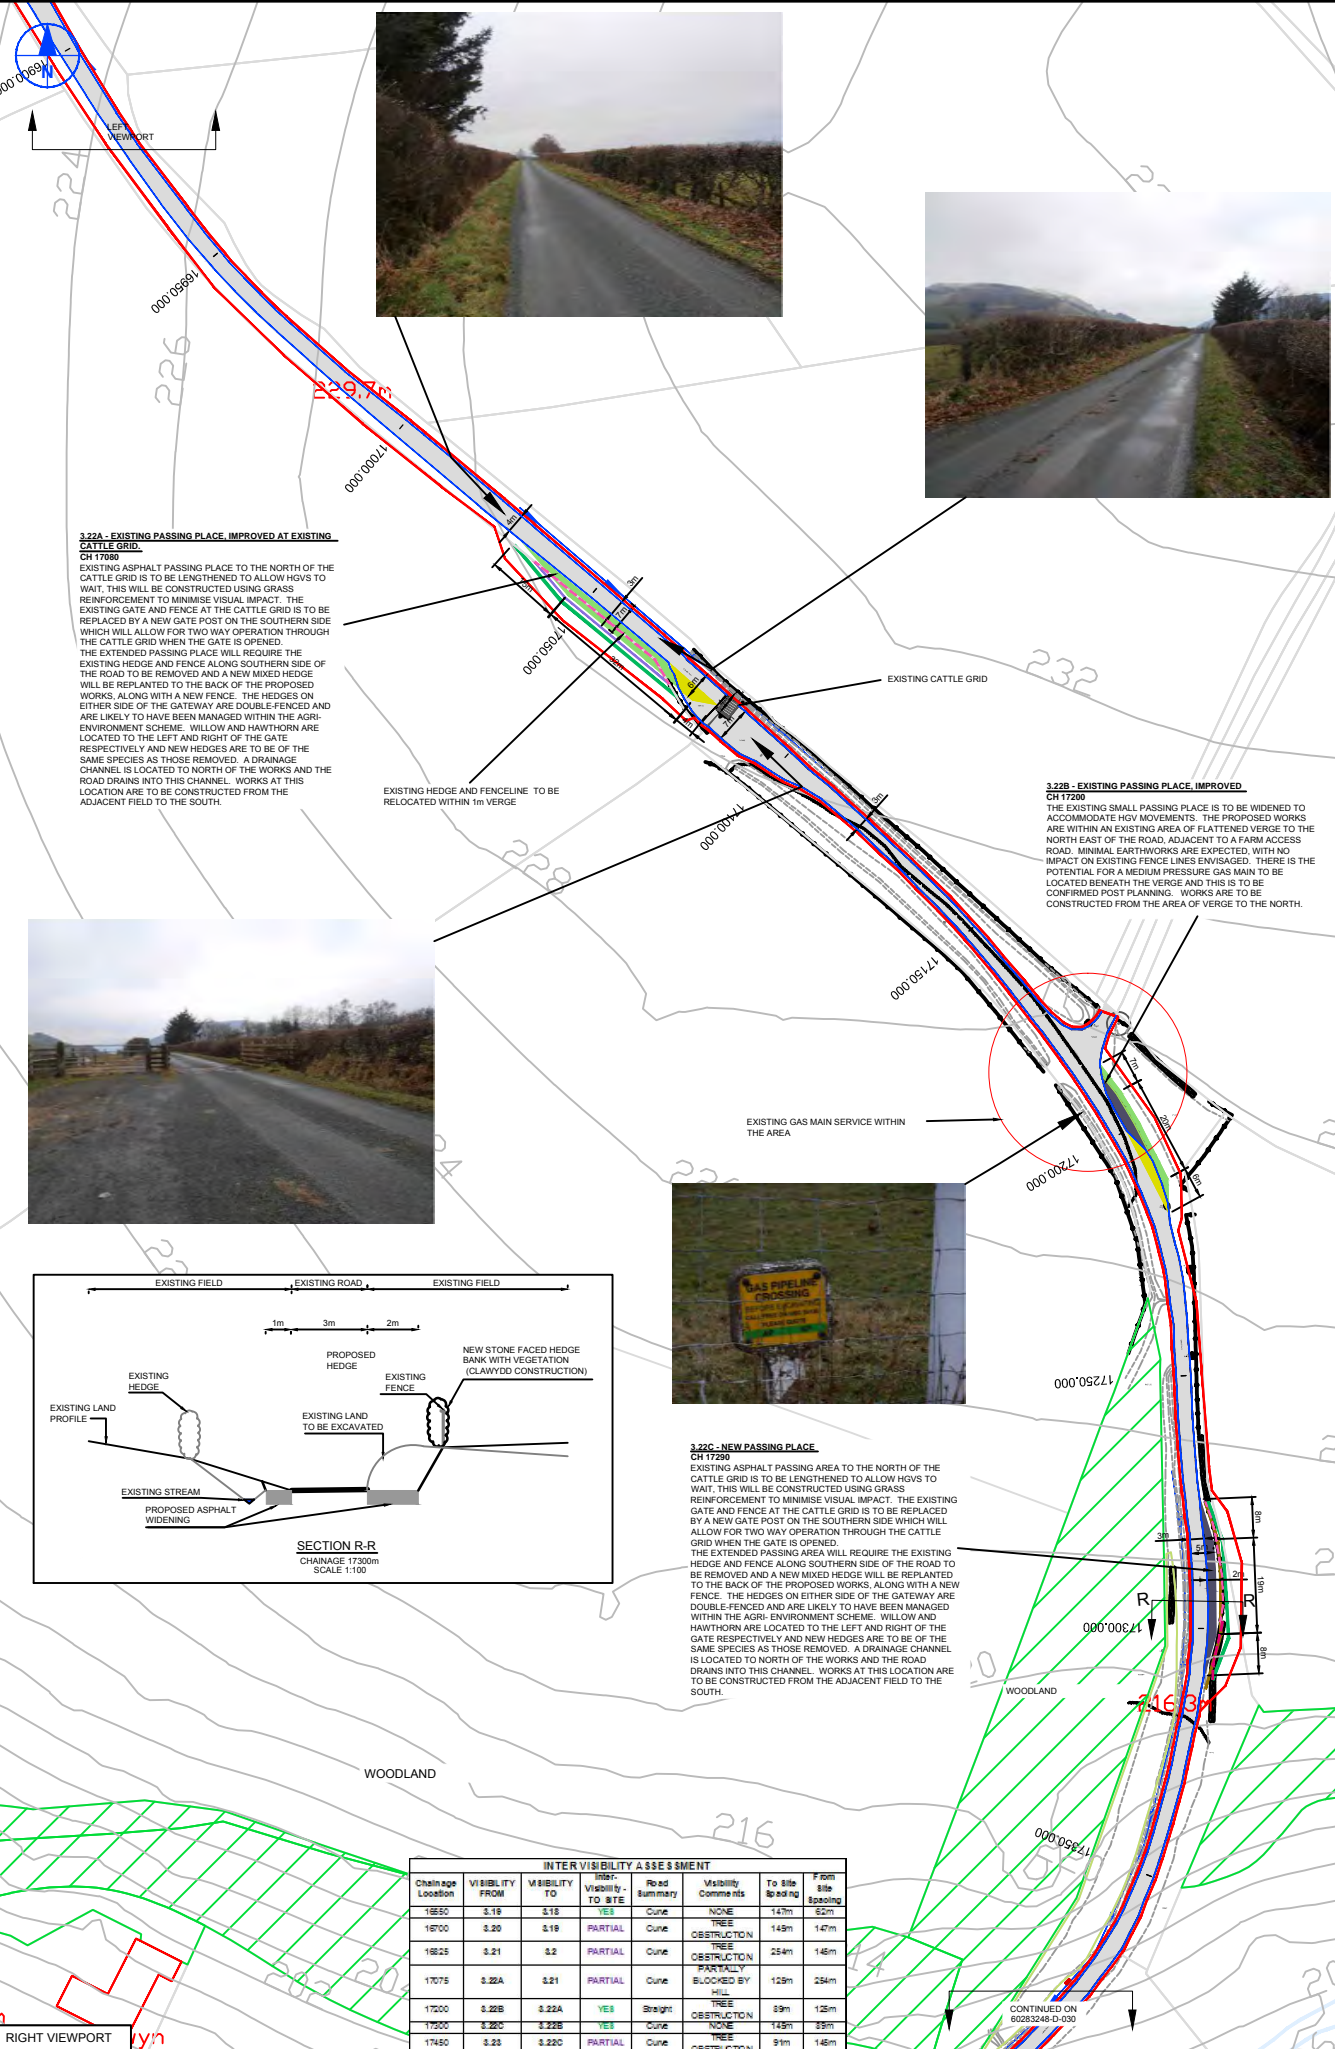 N
LEFT
VIEWPORT
224
226
16950.000
229.7m
17000.000
3.22A - EXISTING PASSING PLACE, IMPROVED AT EXISTING
CATTLE GRID.
CH 17080
EXISTING ASPHALT PASSING PLACE TO THE NORTH OF THE
CATTLE GRID IS TO BE LENGTHENED TO ALLOW HGVS TO
WAIT, THIS WILL BE CONSTRUCTED USING GRASS
REINFORCEMENT TO MINIMISE VISUAL IMPACT. THE
EXISTING GATE AND FENCE AT THE CATTLE GRID IS TO BE
REPLACED BY A NEW GATE POST ON THE SOUTHERN SIDE
WHICH WILL ALLOW FOR TWO WAY OPERATION THROUGH
THE CATTLE GRID WHEN THE GATE IS OPENED.
THE EXTENDED PASSING PLACE WILL REQUIRE THE
EXISTING HEDGE AND FENCE ALONG SOUTHERN SIDE OF
THE ROAD TO BE REMOVED AND A NEW MIXED HEDGE
WILL BE REPLANTED TO THE BACK OF THE PROPOSED
WORKS, ALONG WITH A NEW FENCE. THE HEDGES ON
EITHER SIDE OF THE GATEWAY ARE DOUBLE-FENCED AND
ARE LIKELY TO HAVE BEEN MANAGED WITHIN THE AGRI-
ENVIRONMENT SCHEME. WILLOW AND HAWTHORN ARE
LOCATED TO THE LEFT AND RIGHT OF THE GATE
RESPECTIVELY AND NEW HEDGES ARE TO BE OF THE
SAME SPECIES AS THOSE REMOVED. A DRAINAGE
CHANNEL IS LOCATED TO NORTH OF THE WORKS AND THE
ROAD DRAINS INTO THIS CHANNEL. WORKS AT THIS
LOCATION ARE TO BE CONSTRUCTED FROM THE
ADJACENT FIELD TO THE SOUTH.
4m
3m
7m
17050.000
6m
7m
232
EXISTING CATTLE GRID
EXISTING HEDGE AND FENCELINE TO BE
RELOCATED WITHIN 1m VERGE
3m
17100.000
228
3.22B - EXISTING PASSING PLACE, IMPROVED
CH 17200
THE EXISTING SMALL PASSING PLACE IS TO BE WIDENED TO
ACCOMMODATE HGV MOVEMENTS. THE PROPOSED WORKS
ARE WITHIN AN EXISTING AREA OF FLATTENED VERGE TO THE
NORTH EAST OF THE ROAD, ADJACENT TO A FARM ACCESS
ROAD. MINIMAL EARTHWORKS ARE EXPECTED, WITH NO
IMPACT ON EXISTING FENCE LINES ENVISAGED. THERE IS THE
POTENTIAL FOR A MEDIUM PRESSURE GAS MAIN TO BE
LOCATED BENEATH THE VERGE AND THIS IS TO BE
CONFIRMED POST PLANNING. WORKS ARE TO BE
CONSTRUCTED FROM THE AREA OF VERGE TO THE NORTH.
17150.000
7m
20m
6m
EXISTING GAS MAIN SERVICE WITHIN
THE AREA
17200.000
GAS PIPELINE
CROSSING
BEFORE EXCAVATING
17250.000
EXISTING FIELD
EXISTING ROAD
EXISTING FIELD
1m
3m
2m
PROPOSED
HEDGE
NEW STONE FACED HEDGE
BANK WITH VEGETATION
(CLAWYDD CONSTRUCTION)
EXISTING
HEDGE
EXISTING
FENCE
EXISTING LAND
PROFILE
EXISTING LAND
TO BE EXCAVATED
EXISTING STREAM
PROPOSED ASPHALT
WIDENING
SECTION R-R
CHAINAGE 17300m
SCALE 1:100
3.22C - NEW PASSING PLACE
CH 17290
EXISTING ASPHALT PASSING AREA TO THE NORTH OF THE
CATTLE GRID IS TO BE LENGTHENED TO ALLOW HGVS TO
WAIT, THIS WILL BE CONSTRUCTED USING GRASS
REINFORCEMENT TO MINIMISE VISUAL IMPACT. THE EXISTING
GATE AND FENCE AT THE CATTLE GRID IS TO BE REPLACED
BY A NEW GATE POST ON THE SOUTHERN SIDE WHICH WILL
ALLOW FOR TWO WAY OPERATION THROUGH THE CATTLE
GRID WHEN THE GATE IS OPENED.
THE EXTENDED PASSING AREA WILL REQUIRE THE EXISTING
HEDGE AND FENCE ALONG SOUTHERN SIDE OF THE ROAD TO
BE REMOVED AND A NEW MIXED HEDGE WILL BE REPLANTED
TO THE BACK OF THE PROPOSED WORKS, ALONG WITH A NEW
FENCE. THE HEDGES ON EITHER SIDE OF THE GATEWAY ARE
DOUBLE-FENCED AND ARE LIKELY TO HAVE BEEN MANAGED
WITHIN THE AGRI- ENVIRONMENT SCHEME. WILLOW AND
HAWTHORN ARE LOCATED TO THE LEFT AND RIGHT OF THE
GATE RESPECTIVELY AND NEW HEDGES ARE TO BE OF THE
SAME SPECIES AS THOSE REMOVED. A DRAINAGE CHANNEL
IS LOCATED TO NORTH OF THE WORKS AND THE ROAD
DRAINS INTO THIS CHANNEL. WORKS AT THIS LOCATION ARE
TO BE CONSTRUCTED FROM THE ADJACENT FIELD TO THE
SOUTH.
8m
3m
5m
2m
19m
R
R
17300.000
8m
WOODLAND
216.3
WOODLAND
216
17350.000
INTER VISIBILITY ASSESSMENT
Chainage Location VISIBILITY FROM VISIBILITY TO Inter-Visibility - TO SITE Road Summary Visibility Comments To Site Spacing From Site Spacing
16550 3.19 3.18 YES Curve NONE 147m 62m
16700 3.20 3.19 PARTIAL Curve TREE OBSTRUCTION 145m 147m
16825 3.21 3.2 PARTIAL Curve TREE OBSTRUCTION 254m 145m
17075 3.22A 3.21 PARTIAL Curve PARTIALLY BLOCKED BY HILL 125m 254m
17200 3.22B 3.22A YES Straight TREE OBSTRUCTION 89m 125m
17300 3.22C 3.22B YES Curve NONE 145m 89m
17450 3.23 3.22C PARTIAL Curve TREE OBSTRUCTION 91m 145m
202
204
CONTINUED ON
60283248-D-030
RIGHT VIEWPORT